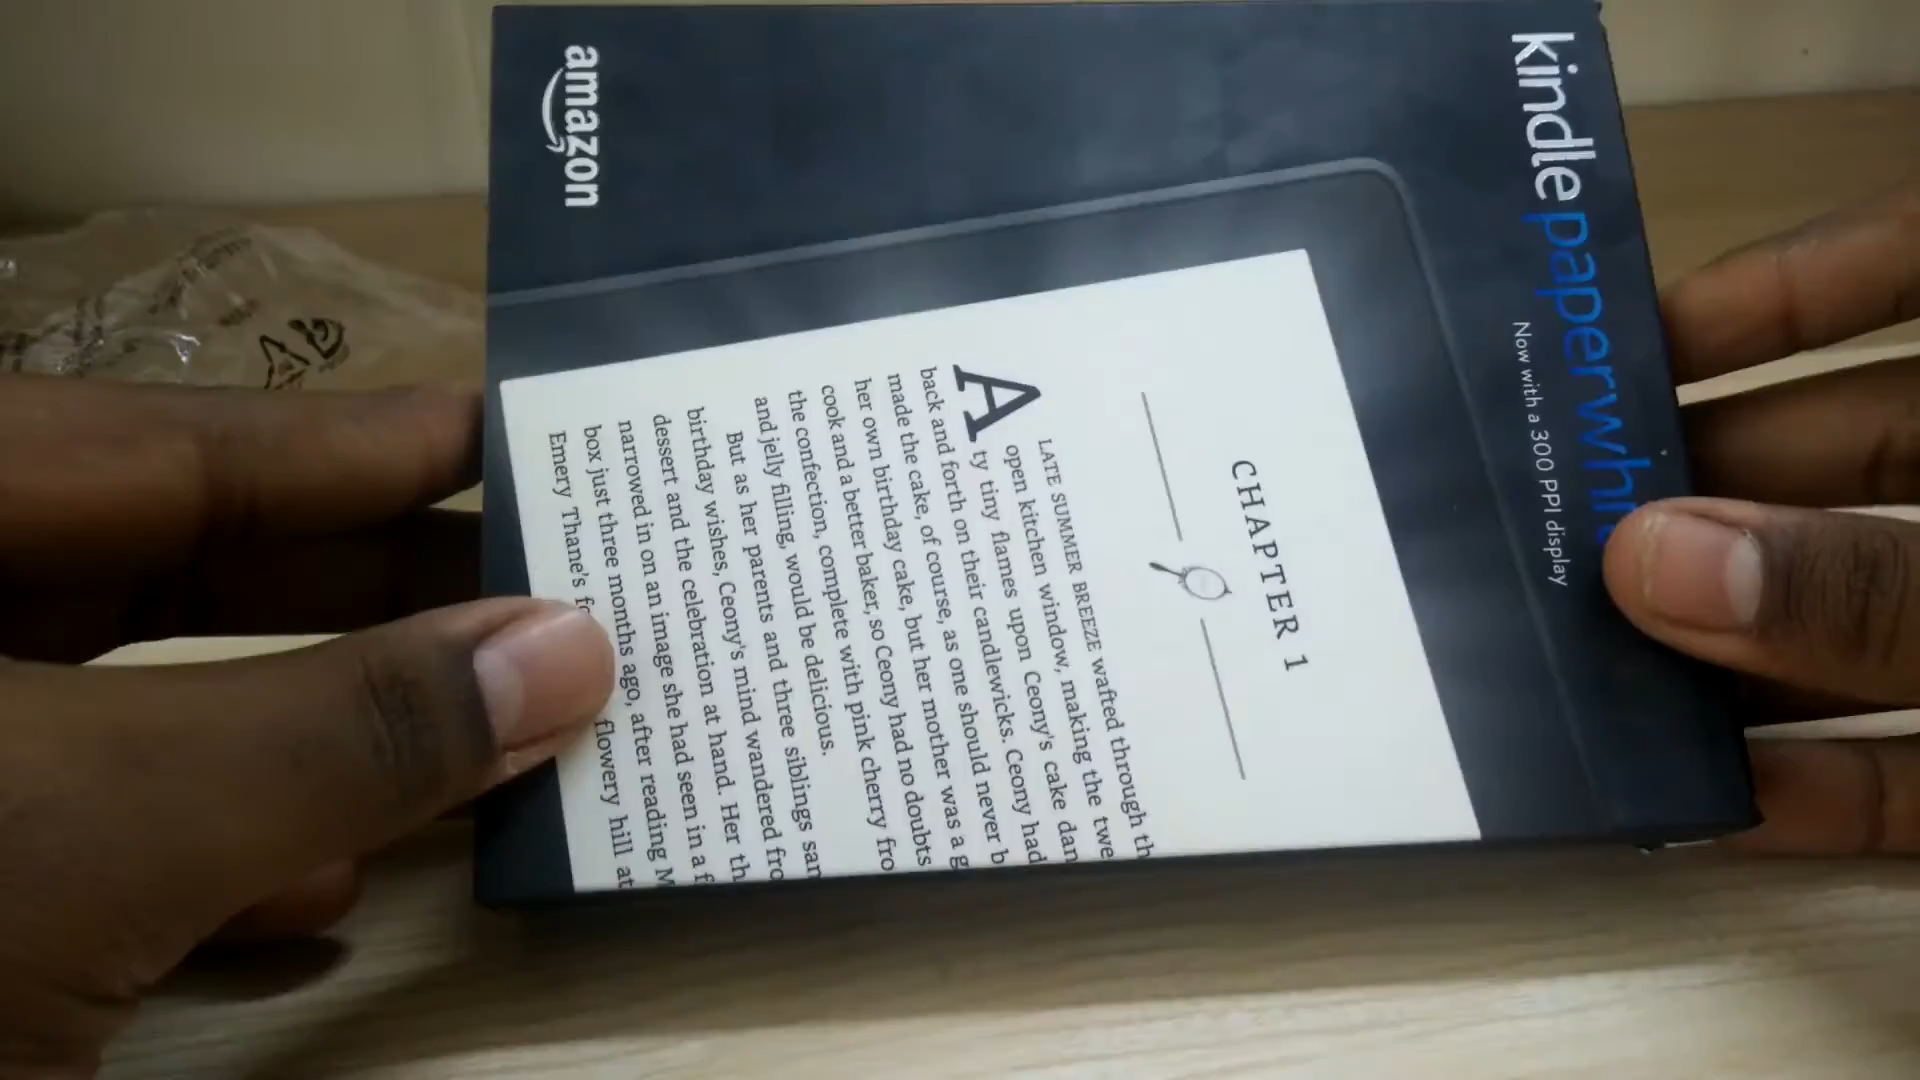 kindle paperwhite
Now with a 300 PPI display
CHAPTER 1
A LATE SUMMER BREEZE wafted through th
open kitchen window, making the twe
ty tiny flames upon Ceony's cake dan
back and forth on their candlewicks. Ceony had
made the cake, of course, as one should never b
her own birthday cake, but her mother was a g
cook and a better baker, so Ceony had no doubts
the confection, complete with pink cherry fro
and jelly filling, would be delicious.
But as her parents and three siblings san
birthday wishes, Ceony's mind wandered fro
dessert and the celebration at hand. Her th
narrowed in on an image she had seen in a f
box just three months ago, after reading M
Emery Thane's fo flowery hill at
amazon